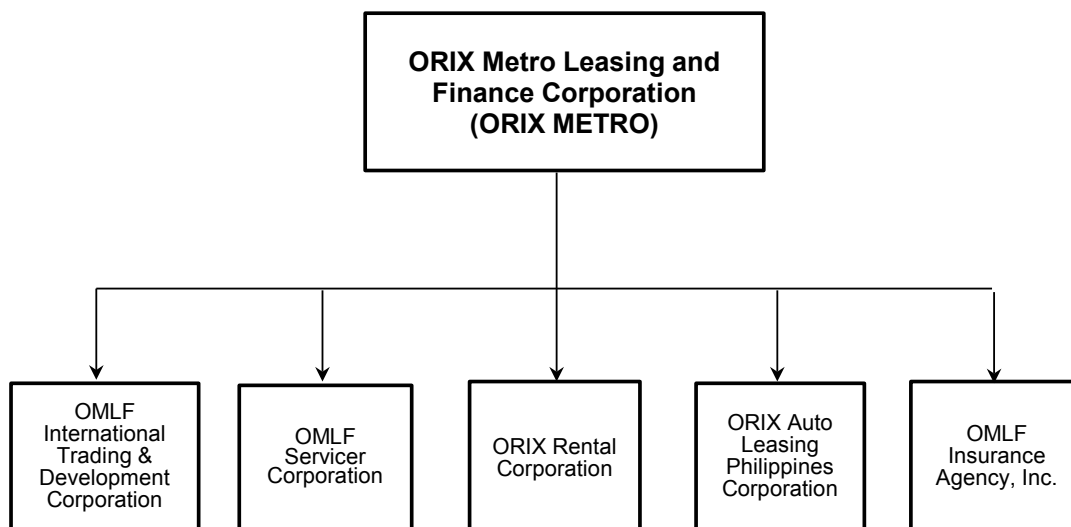 ORIX Metro Leasing and
Finance Corporation
(ORIX METRO)
OMLF
International
Trading &
Development
Corporation
OMLF
Servicer
Corporation
ORIX Rental
Corporation
ORIX Auto
Leasing
Philippines
Corporation
OMLF
Insurance
Agency, Inc.